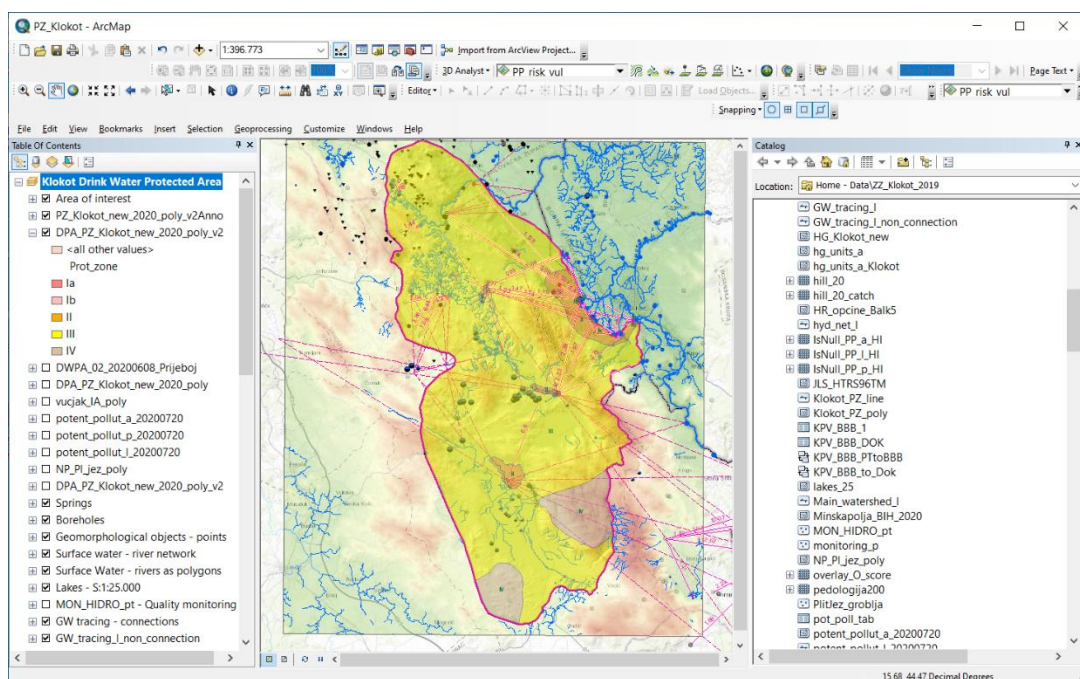 PZ_Klokot - ArcMap
1:396.773
Import from ArcView Project...
3D Analyst
PP risk vul
Page Text
Editor
Load Objects...
PP risk vul
Snapping
File Edit View Bookmarks Insert Selection Geoprocessing Customize Windows Help
Table Of Contents
Klokot Drink Water Protected Area
Area of interest
PZ_Klokot_new_2020_poly_v2Anno
DPA_PZ_Klokot_new_2020_poly_v2
<all other values>
Prot_zone
Ia
Ib
II
III
IV
DWPA_02_20200608_Prijeboj
DPA_PZ_Klokot_new_2020_poly
vucjak_IA_poly
potent_pollut_a_20200720
potent_pollut_p_20200720
potent_pollut_l_20200720
NP_Pl_jez_poly
DPA_PZ_Klokot_new_2020_poly_v2
Springs
Boreholes
Geomorphological objects - points
Surface water - river network
Surface Water - rivers as polygons
Lakes - S:1:25.000
MON_HIDRO_pt - Quality monitoring
GW tracing - connections
GW_tracing_l_non_connection
Catalog
Location: Home - Data\ZZ_Klokot_2019
GW_tracing_l
GW_tracing_l_non_connection
HG_Klokot_new
hg_units_a
hg_units_a_Klokot
hill_20
hill_20_catch
HR_opcine_Balk5
hyd_net_l
IsNull_PP_a_HI
IsNull_PP_l_HI
IsNull_PP_p_HI
JLS_HTRS96TM
Klokot_PZ_line
Klokot_PZ_poly
KPV_BBB_1
KPV_BBB_DOK
KPV_BBB_PTtoBBB
KPV_BBB_to_Dok
lakes_25
Main_watershed_l
Minskapolja_BIH_2020
MON_HIDRO_pt
monitoring_p
NP_Pl_jez_poly
overlay_O_score
pedologija200
PlitJez_groblja
pot_poll_tab
potent_pollut_a_20200720
potent_pollut_l_20200720
15,68 44,47 Decimal Degrees